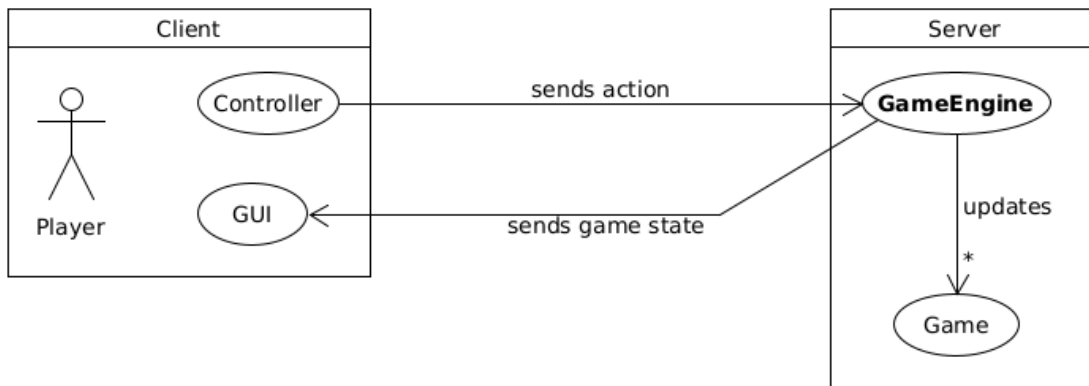 Client
Server
Controller
sends action
GameEngine
Player
GUI
sends game state
updates
*
Game